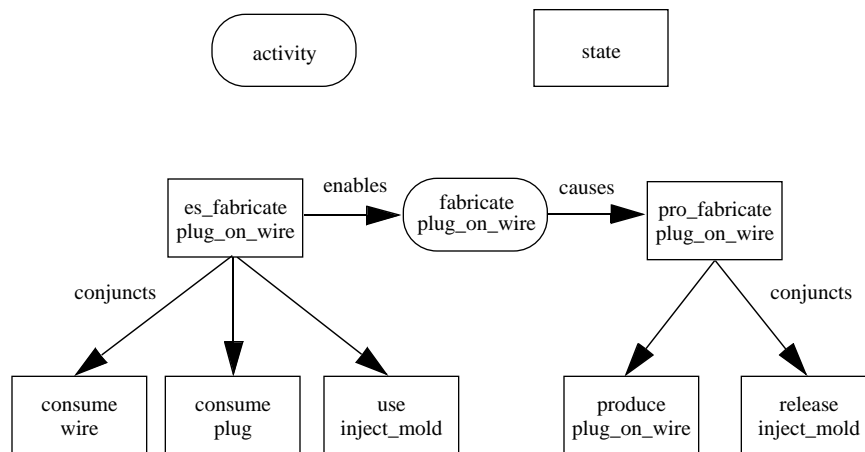 activity
state
enables
causes
es_fabricate
plug_on_wire
fabricate
plug_on_wire
pro_fabricate
plug_on_wire
conjuncts
conjuncts
consume
wire
consume
plug
use
inject_mold
produce
plug_on_wire
release
inject_mold